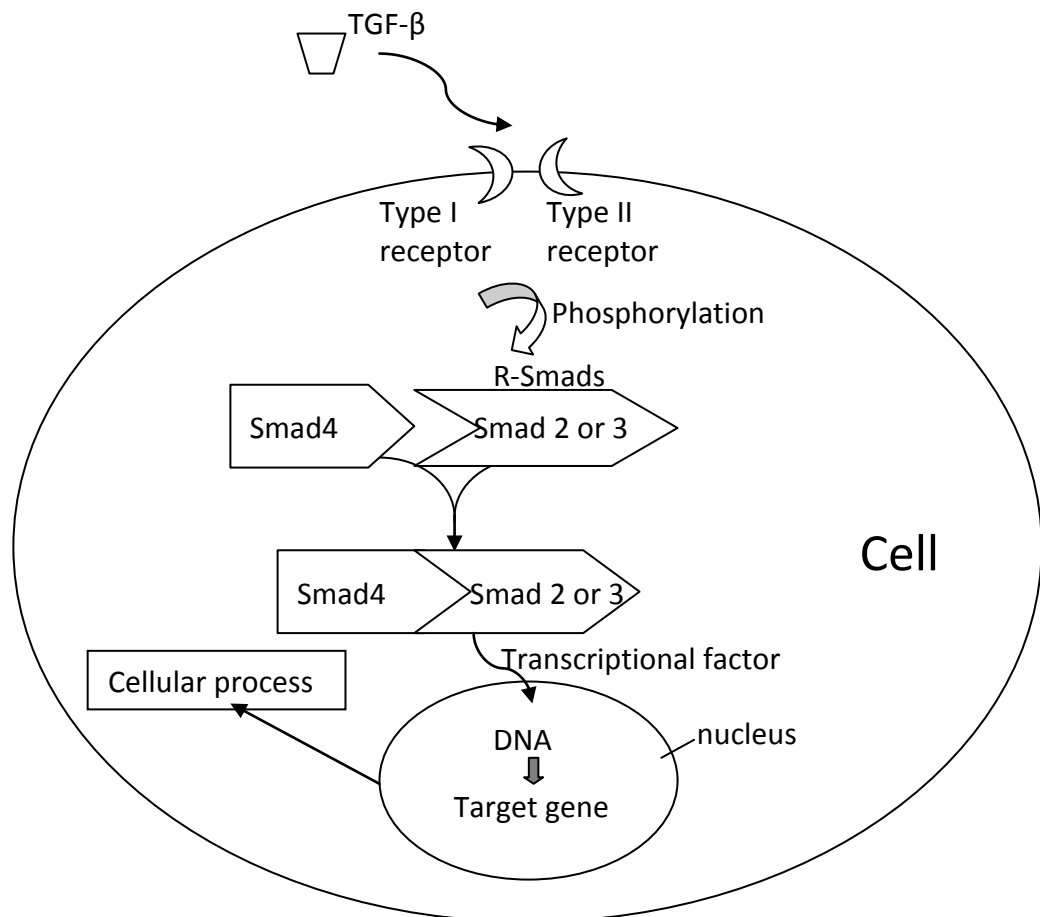 TGF-β
Type I
receptor
Type II
receptor
Phosphorylation
R-Smads
Smad4
Smad 2 or 3
Cell
Smad4
Smad 2 or 3
Transcriptional factor
Cellular process
nucleus
DNA
Target gene